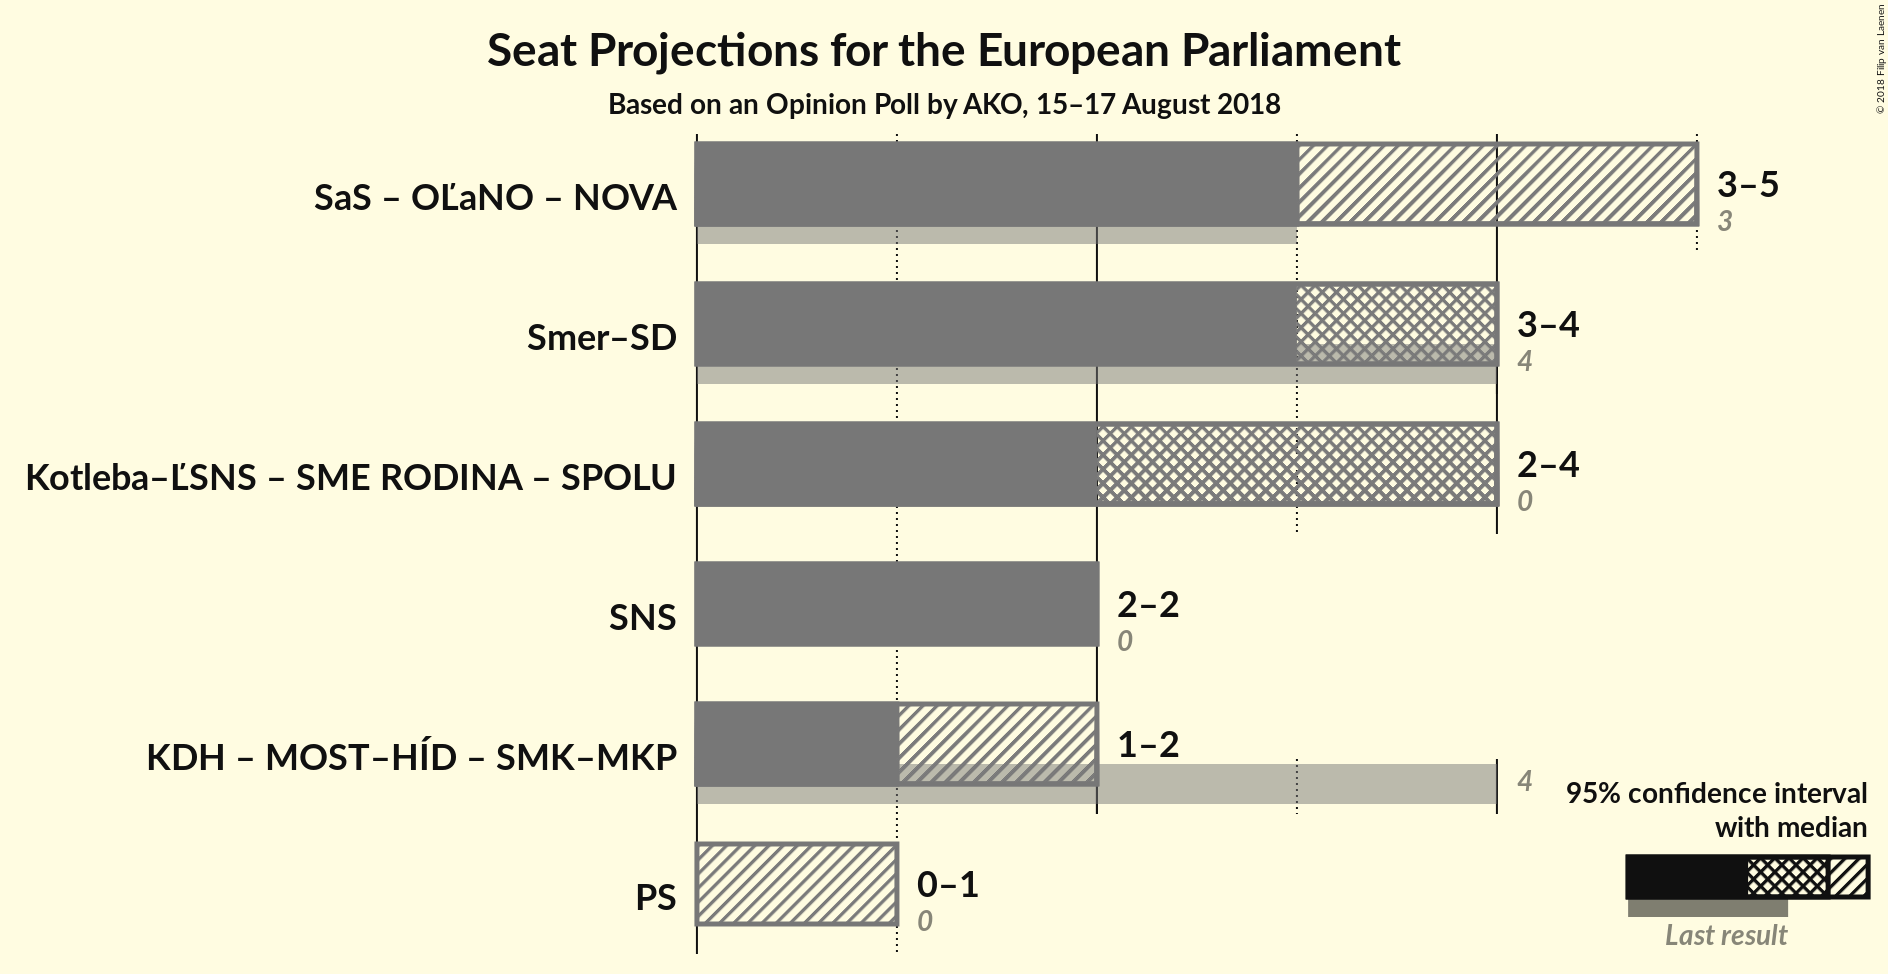 Seat Projections for the European Parliament
Based on an Opinion Poll by AKO, 15–17 August 2018
© 2018 Filip van Laenen
SaS – OĽaNO – NOVA
3–5
3
Smer–SD
3–4
4
Kotleba–ĽSNS – SME RODINA – SPOLU
2–4
0
SNS
2–2
0
KDH – MOST–HÍD – SMK–MKP
1–2
4
PS
0–1
0
95% confidence interval
with median
Last result